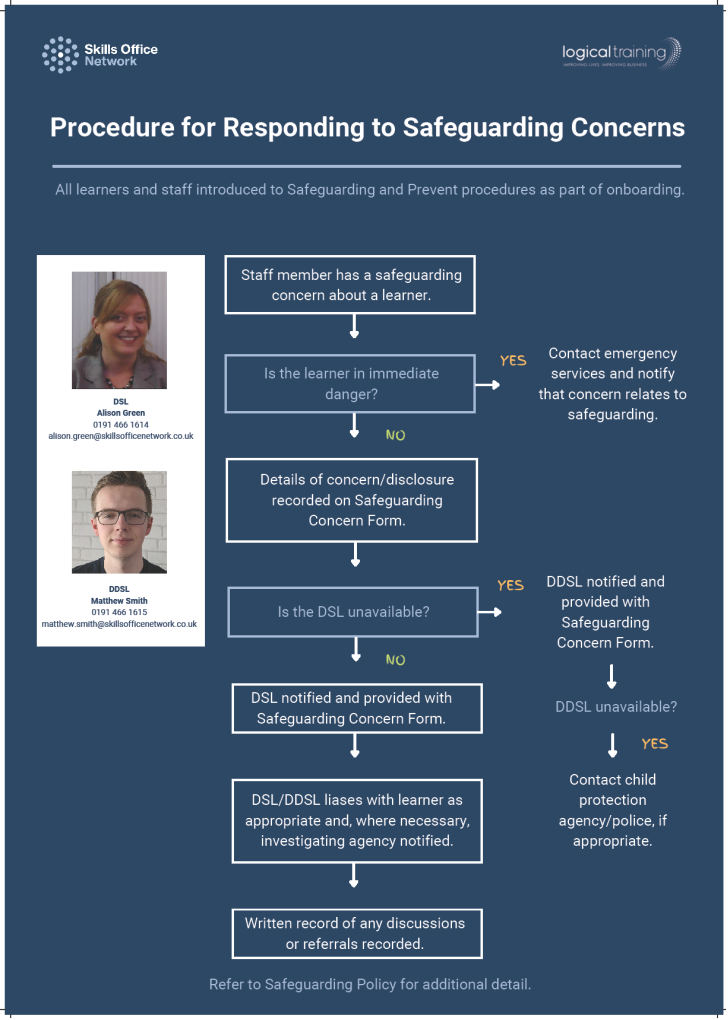 Skills Office
Network
logicaltraining
IMPROVING LIVES. IMPROVING BUSINESS
Procedure for Responding to Safeguarding Concerns
All learners and staff introduced to Safeguarding and Prevent procedures as part of onboarding.
DSL
Alison Green
0191 466 1614
alison.green@skillsofficenetwork.co.uk
DDSL
Matthew Smith
0191 466 1615
matthew.smith@skillsofficenetwork.co.uk
Staff member has a safeguarding
concern about a learner.
Is the learner in immediate
danger?
YES
Contact emergency
services and notify
that concern relates to
safeguarding.
NO
Details of concern/disclosure
recorded on Safeguarding
Concern Form.
Is the DSL unavailable?
YES
DDSL notified and
provided with
Safeguarding
Concern Form.
NO
DSL notified and provided with
Safeguarding Concern Form.
DDSL unavailable?
YES
Contact child
protection
agency/police, if
appropriate.
DSL/DDSL liases with learner as
appropriate and, where necessary,
investigating agency notified.
Written record of any discussions
or referrals recorded.
Refer to Safeguarding Policy for additional detail.